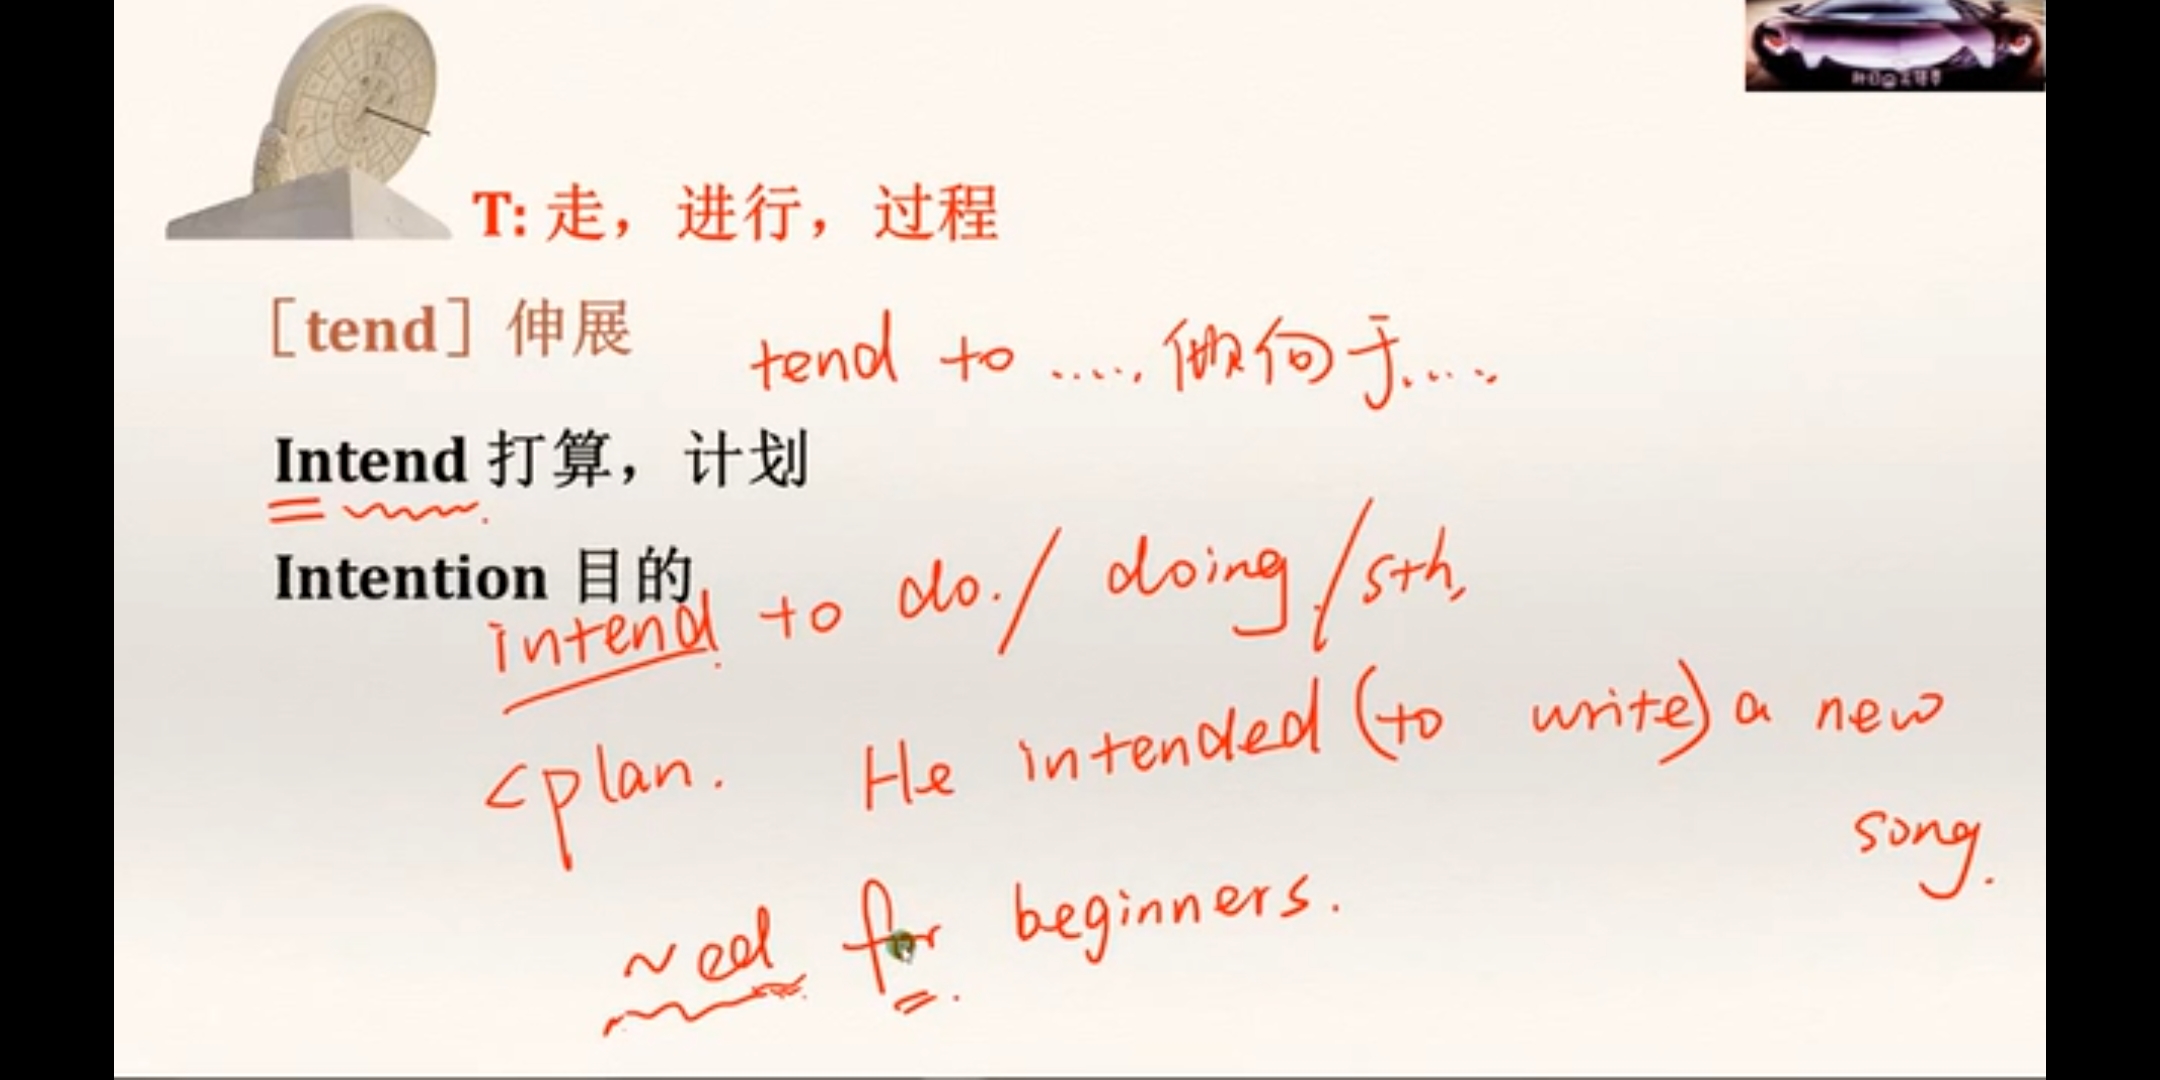 T: 走，进行，过程
［tend］伸展
tend to ..... 倾向于.....
Intend 打算，计划
Intention 目的
intend to do. / doing / sth.
<plan. He intended (to write) a new song.
~ed for beginners.